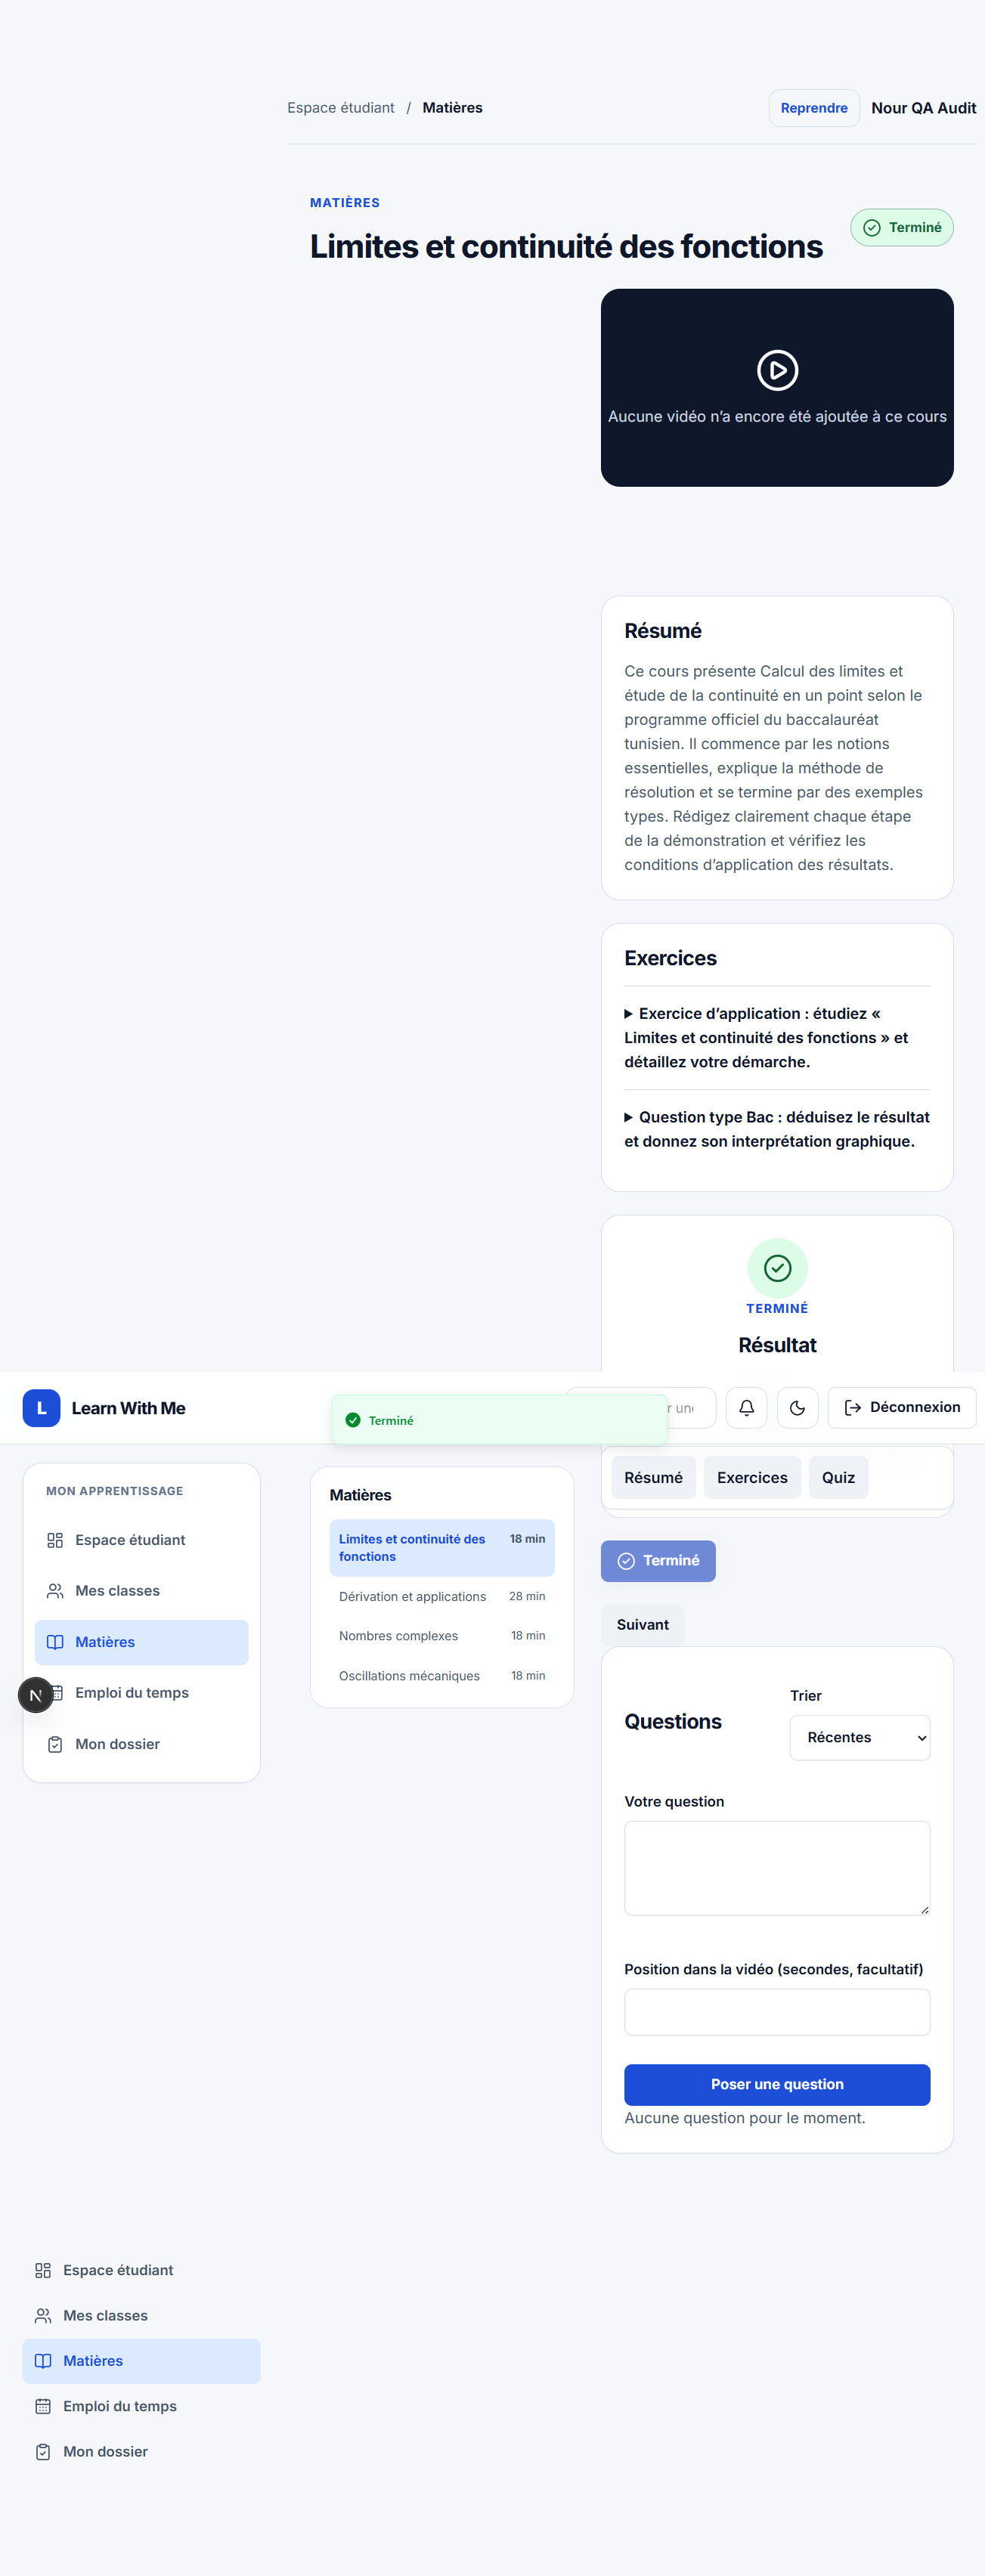 Espace étudiant / Matières
Reprendre
Nour QA Audit
MATIÈRES
Limites et continuité des fonctions
Terminé
Aucune vidéo n’a encore été ajoutée à ce cours
Résumé
Ce cours présente Calcul des limites et
étude de la continuité en un point selon le
programme officiel du baccalauréat
tunisien. Il commence par les notions
essentielles, explique la méthode de
résolution et se termine par des exemples
types. Rédigez clairement chaque étape
de la démonstration et vérifiez les
conditions d’application des résultats.
Exercices
Exercice d’application : étudiez «
Limites et continuité des fonctions » et
détaillez votre démarche.
Question type Bac : déduisez le résultat
et donnez son interprétation graphique.
TERMINÉ
Résultat
L
Learn With Me
Terminé
Déconnexion
MON APPRENTISSAGE
Espace étudiant
Mes classes
Matières
Emploi du temps
Mon dossier
N
Matières
Limites et continuité des
fonctions
18 min
Dérivation et applications
28 min
Nombres complexes
18 min
Oscillations mécaniques
18 min
Résumé
Exercices
Quiz
Terminé
Suivant
Questions
Trier
Récentes
Votre question
Position dans la vidéo (secondes, facultatif)
Poser une question
Aucune question pour le moment.
Espace étudiant
Mes classes
Matières
Emploi du temps
Mon dossier